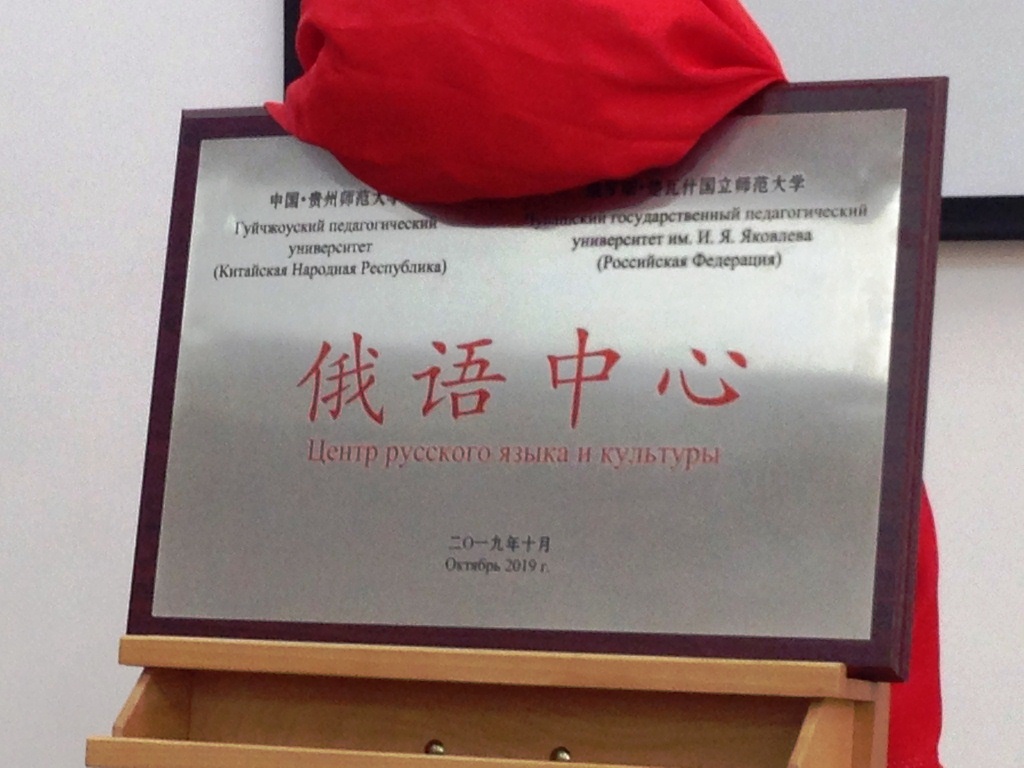 中国·贵州师范大学
Гуйчжоуский педагогический
университет
(Китайская Народная Республика)
瓦什国立师范大学
государственный педагогический
университет им. И. Я. Яковлева
(Российская Федерация)
俄语中心
Центр русского языка и культуры
二〇一九年十月
Октябрь 2019 г.